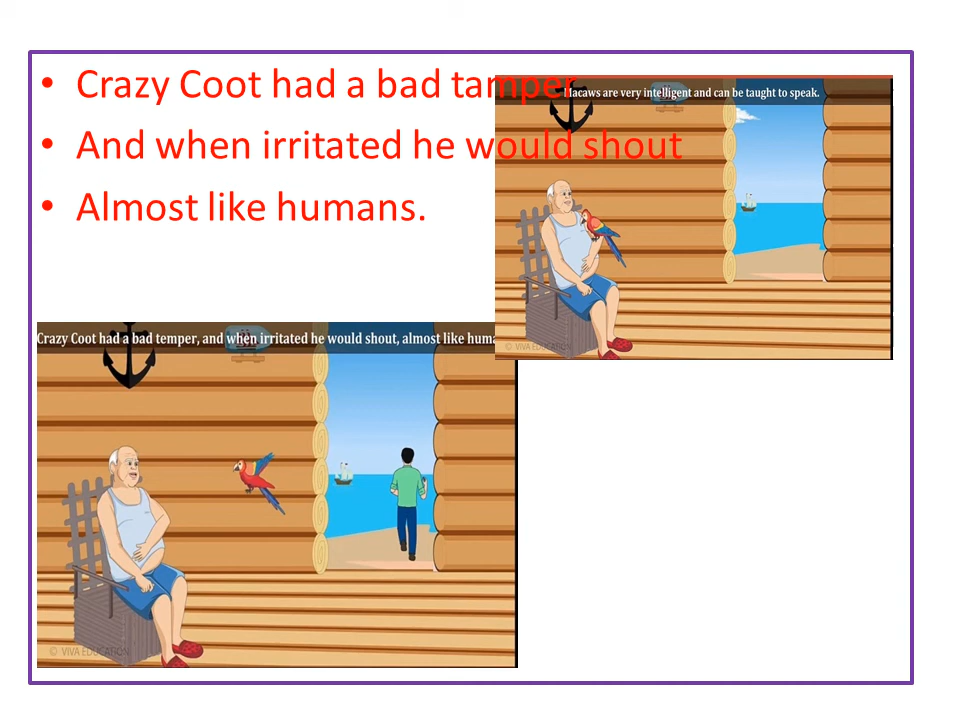 • Crazy Coot had a bad tamper
• And when irritated he would shout
• Almost like humans.
Macaws are very intelligent and can be taught to speak.
© VIVA EDUCATION
Crazy Coot had a bad temper, and when irritated he would shout, almost like huma
© VIVA EDUCATION